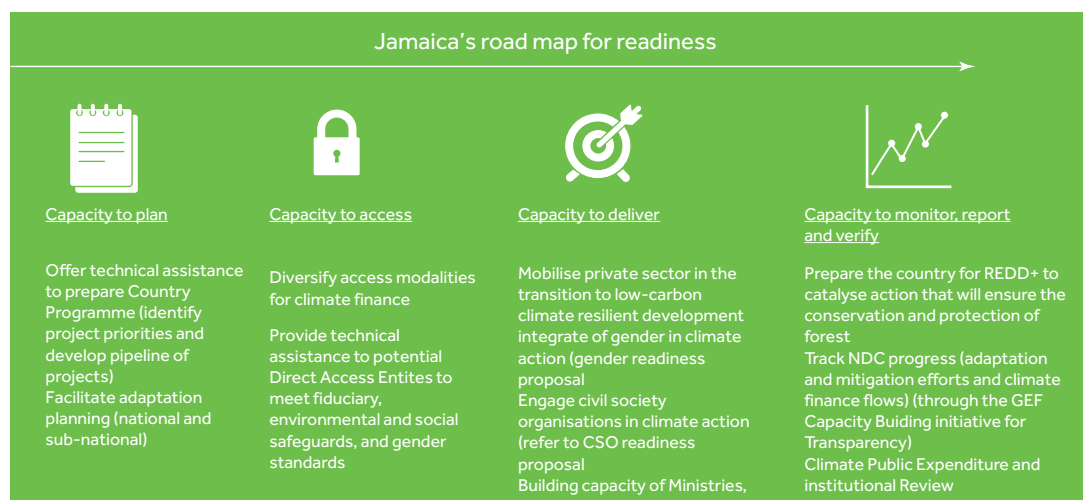 Jamaica's road map for readiness
Capacity to plan
Offer technical assistance
to prepare Country
Programme (identify
project priorities and
develop pipeline of
projects)
Facilitate adaptation
planning (national and
sub-national)
Capacity to access
Diversify access modalities
for climate finance
Provide technical
assistance to potential
Direct Access Entites to
meet fiduciary,
environmental and social
safeguards, and gender
standards
Capacity to deliver
Mobilise private sector in the
transition to low-carbon
climate resilient development
integrate of gender in climate
action (gender readiness
proposal
Engage civil society
organisations in climate action
(refer to CSO readiness
proposal
Building capacity of Ministries,
Capacity to monitor, report
and verify
Prepare the country for REDD+ to
catalyse action that will ensure the
conservation and protection of
forest
Track NDC progress (adaptation
and mitigation efforts and climate
finance flows) (through the GEF
Capacity Buiding initiative for
Transparency)
Climate Public Expenditure and
institutional Review